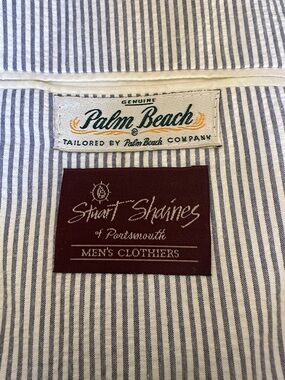 GENUINE
Palm Beach
®
TAILORED BY Palm Beach COMPANY
Stuart Shaines
of Portsmouth
MEN'S CLOTHIERS